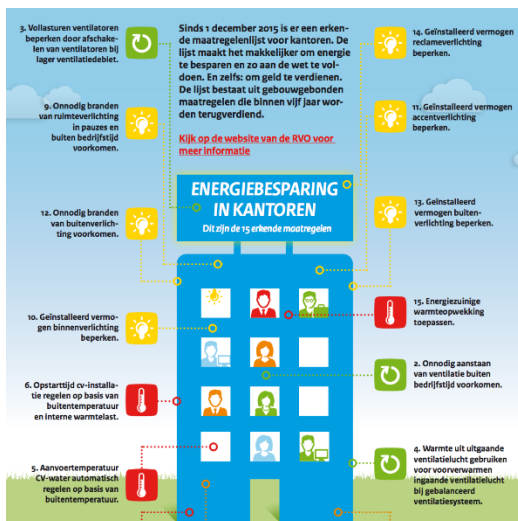 3. Vollasturen ventilatoren
beperken door afschake-
len van ventilatoren bij
lager ventilatiedebiet.
Sinds 1 december 2015 is er een erken-
de maatregelenlijst voor kantoren. De
lijst maakt het makkelijker om energie
te besparen en zo aan de wet te vol-
doen. En zelfs: om geld te verdienen.
De lijst bestaat uit gebouwgebonden
maatregelen die binnen vijf jaar wor-
den terugverdiend.
Kijk op de website van de RVO voor
meer informatie
14. Geïnstalleerd vermogen
reclameverlichting
beperken.
9. Onnodig branden
van ruimteverlichting
in pauzes en
buiten bedrijfstijd
voorkomen.
11. Geïnstalleerd vermogen
accentverlichting
beperken.
ENERGIEBESPARING
IN KANTOREN
Dit zijn de 15 erkende maatregelen
12. Onnodig branden
van buitenverlich-
ting voorkomen.
13. Geïnstalleerd
vermogen buiten-
verlichting beperken.
10. Geïnstalleerd vermo-
gen binnenverlichting
beperken.
15. Energiezuinige
warmteopwekking
toepassen.
6. Opstarttijd cv-installa-
tie regelen op basis van
buitentemperatuur
en interne warmtelast.
2. Onnodig aanstaan
van ventilatie buiten
bedrijfstijd voorkomen.
5. Aanvoertemperatuur
CV-water automatisch
regelen op basis van
buitentemperatuur.
4. Warmte uit uitgaande
ventilatielucht gebruiken
voor voorverwarmen
ingaande ventilatielucht
bij gebalanceerd
ventilatiesysteem.